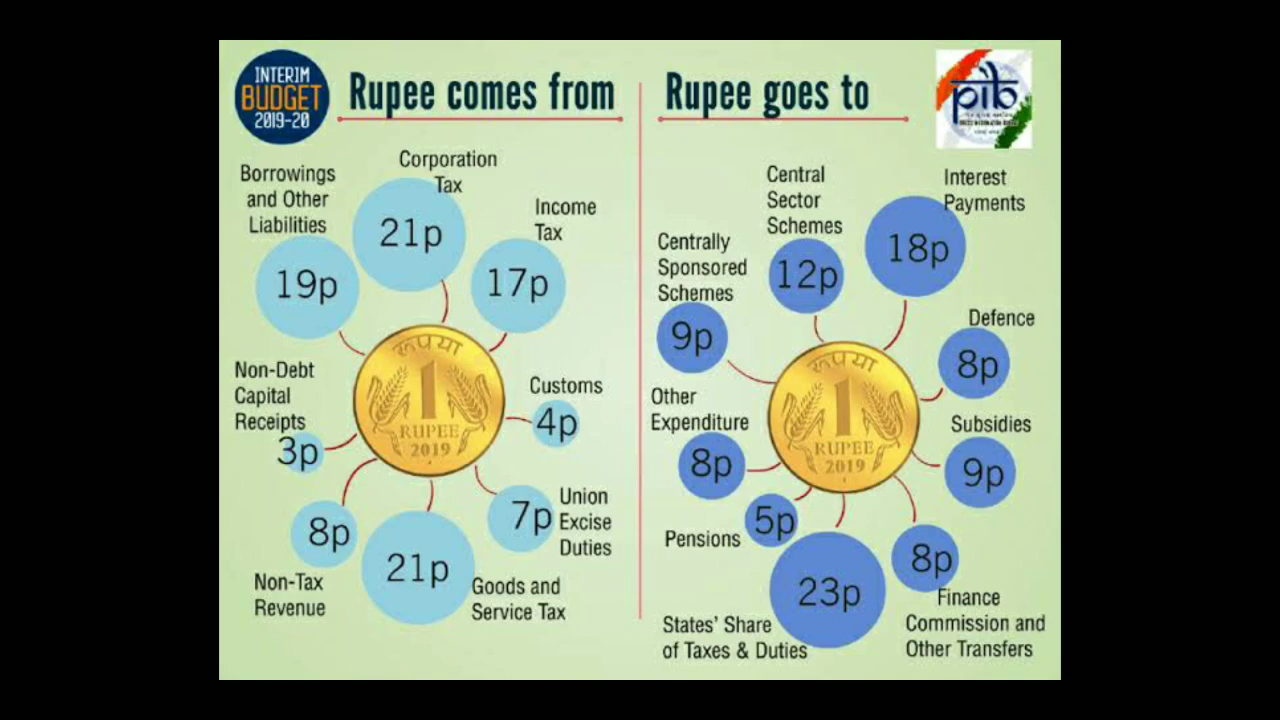 INTERIM
BUDGET
2019-20
Rupee comes from
Corporation
Tax
21p
Borrowings
and Other
Liabilities
19p
Income
Tax
17p
Non-Debt
Capital
Receipts
3p
रूपया
1
RUPEE
2019
Customs
4p
Union
Excise
Duties
7p
8p
Non-Tax
Revenue
21p
Goods and
Service Tax
Rupee goes to
pib
Central
Sector
Schemes
12p
Interest
Payments
18p
Centrally
Sponsored
Schemes
9p
Defence
8p
रूपया
1
RUPEE
2019
Other
Expenditure
8p
Subsidies
9p
5p
Pensions
23p
States' Share
of Taxes & Duties
8p
Finance
Commission and
Other Transfers